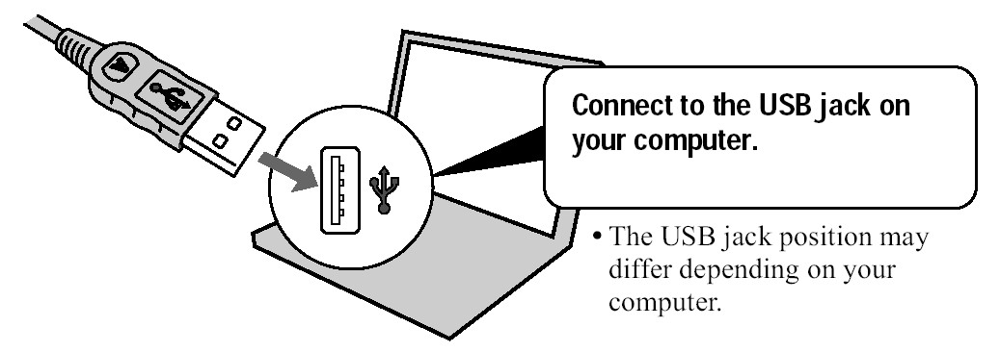 Connect to the USB jack on
your computer.
• The USB jack position may
differ depending on your
computer.